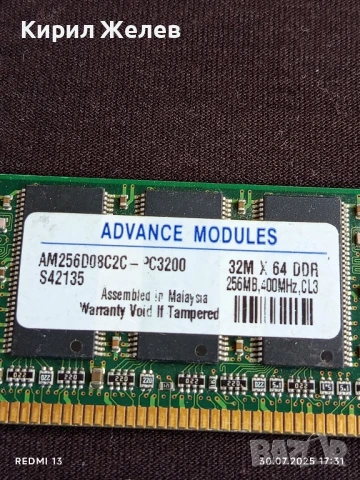 Кирил Желев
ADVANCE MODULES
AM256D08C2C-PC3200
32M X 64 DDR
S42135
256MB,400MHz,CL3
Assembled in Malaysia
Warranty Void If Tampered
REDMI 13
30.07.2025 17:31